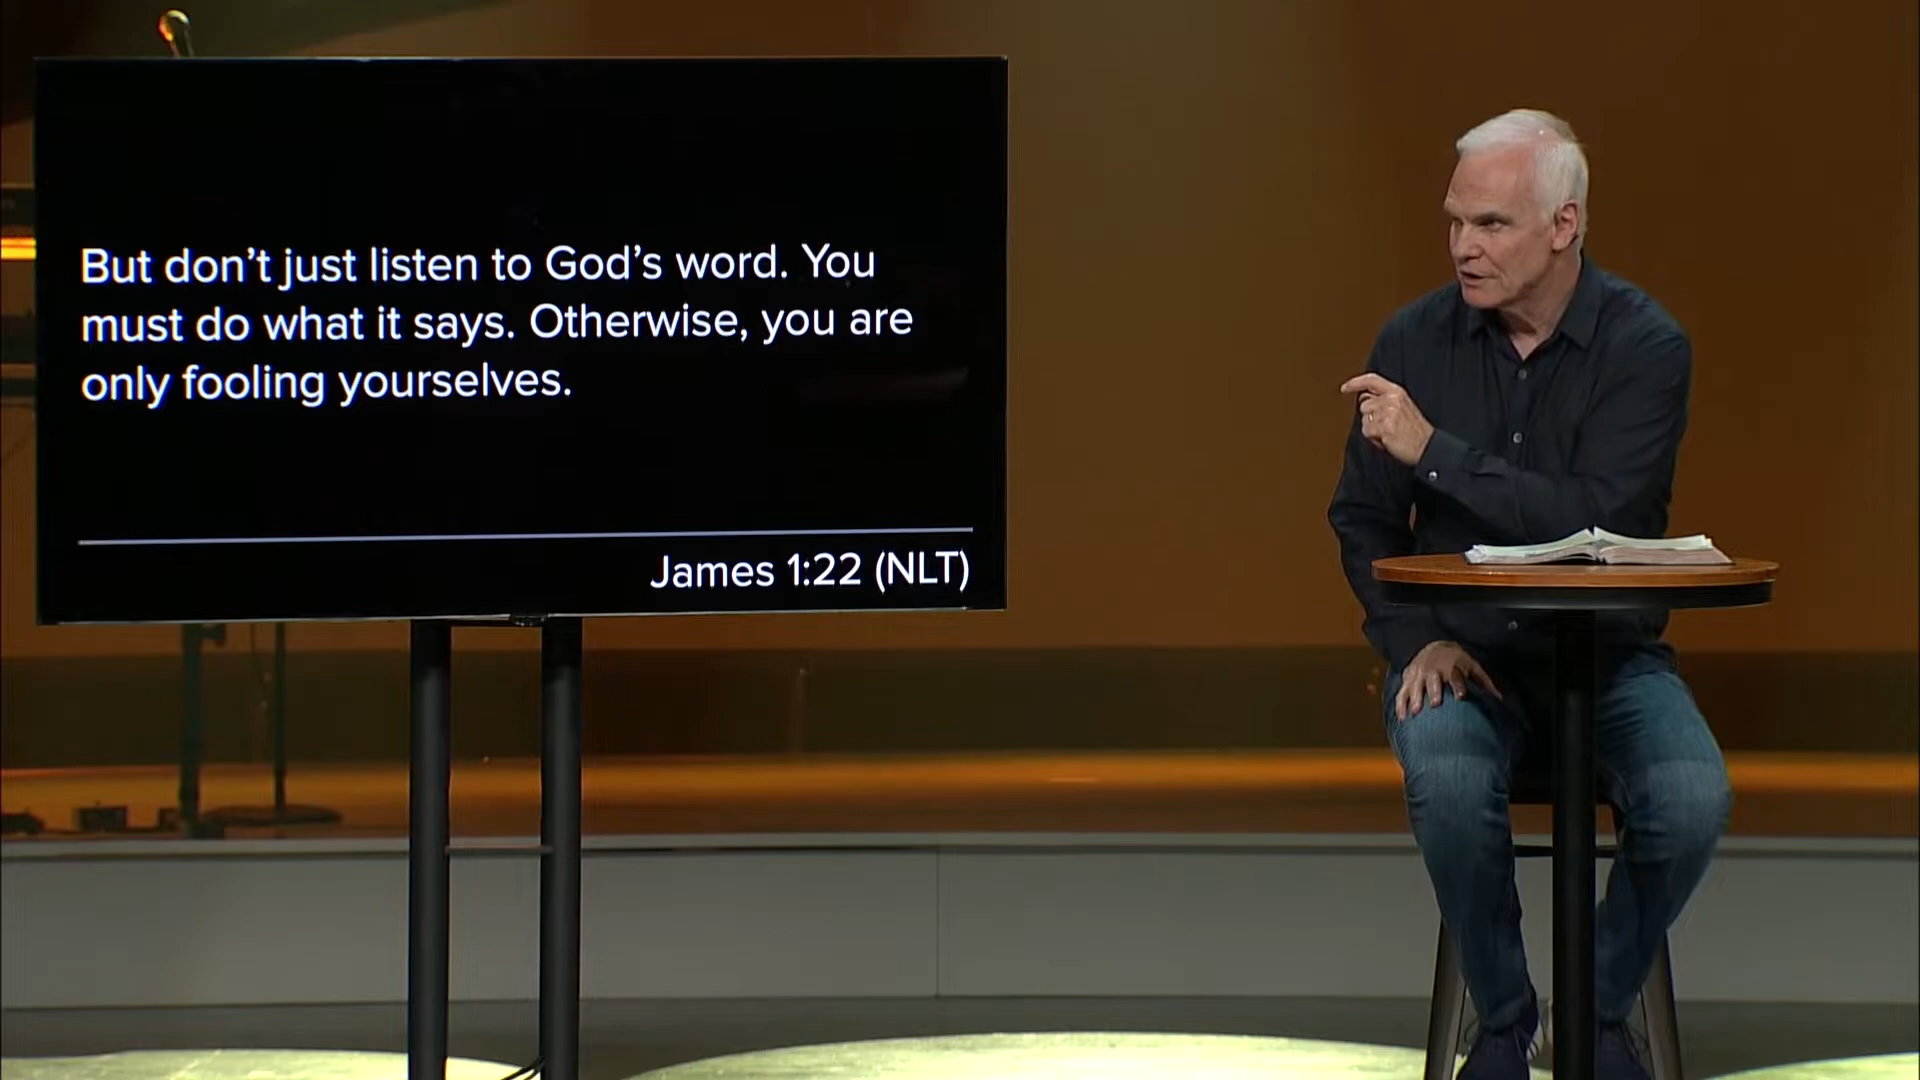 But don’t just listen to God’s word. You
must do what it says. Otherwise, you are
only fooling yourselves.
James 1:22 (NLT)